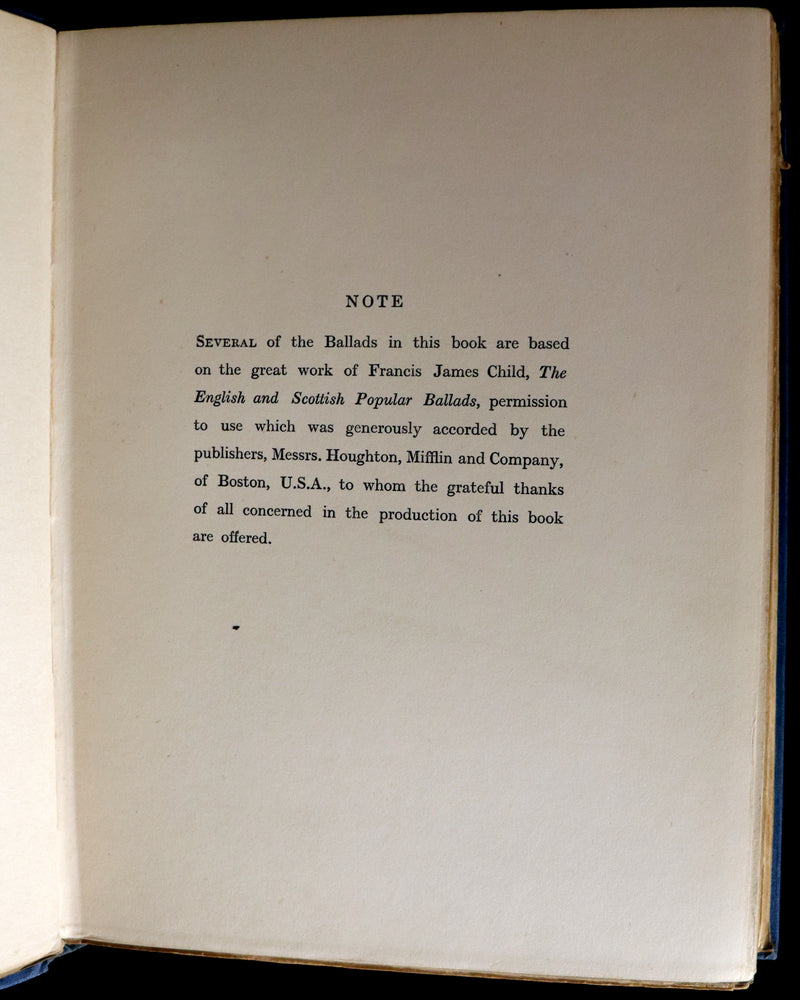 NOTE
Several of the Ballads in this book are based
on the great work of Francis James Child, The
English and Scottish Popular Ballads, permission
to use which was generously accorded by the
publishers, Messrs. Houghton, Mifflin and Company,
of Boston, U.S.A., to whom the grateful thanks
of all concerned in the production of this book
are offered.